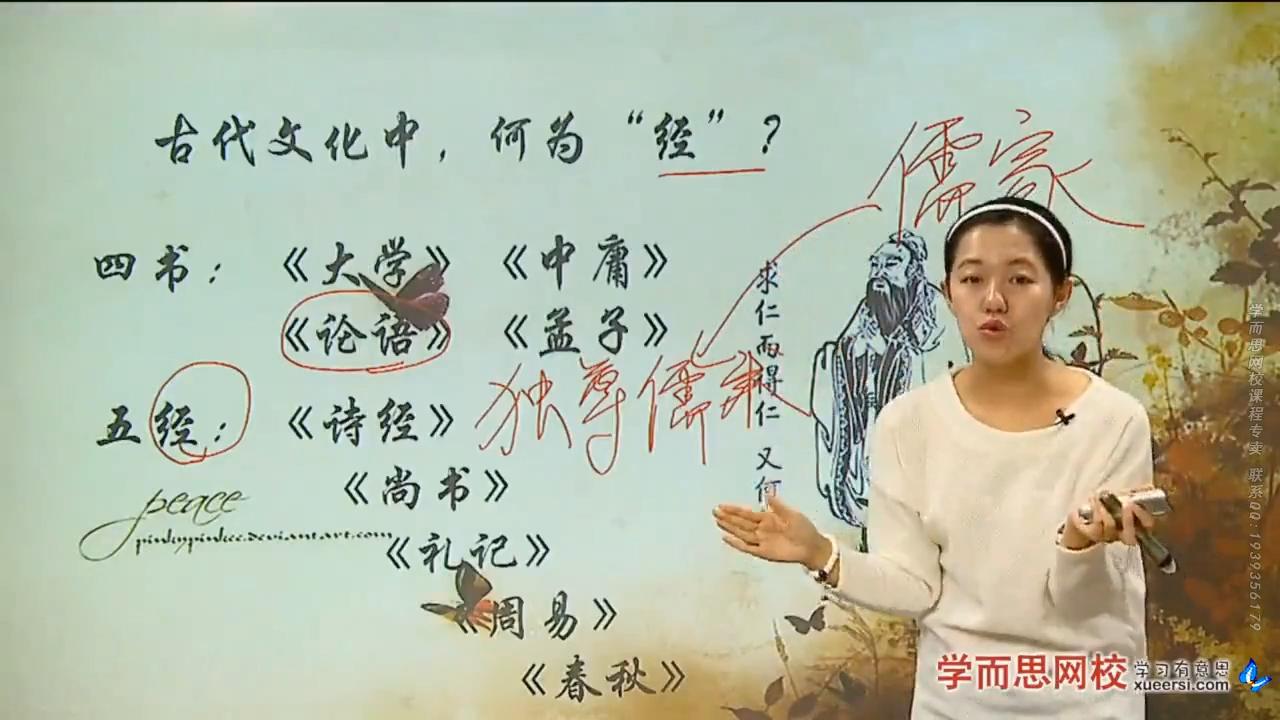 古代文化中，何为“经”？
儒家
四书：《大学》《中庸》
《论语》《孟子》
独尊儒术
五经：《诗经》
《尚书》
《礼记》
《周易》
《春秋》
求仁而得仁 又何
peace
pinkypinkee.deviantart.com
学而思网校课程专卖 联系QQ:1939356179
学而思网校
学习有意思
xueersi.com